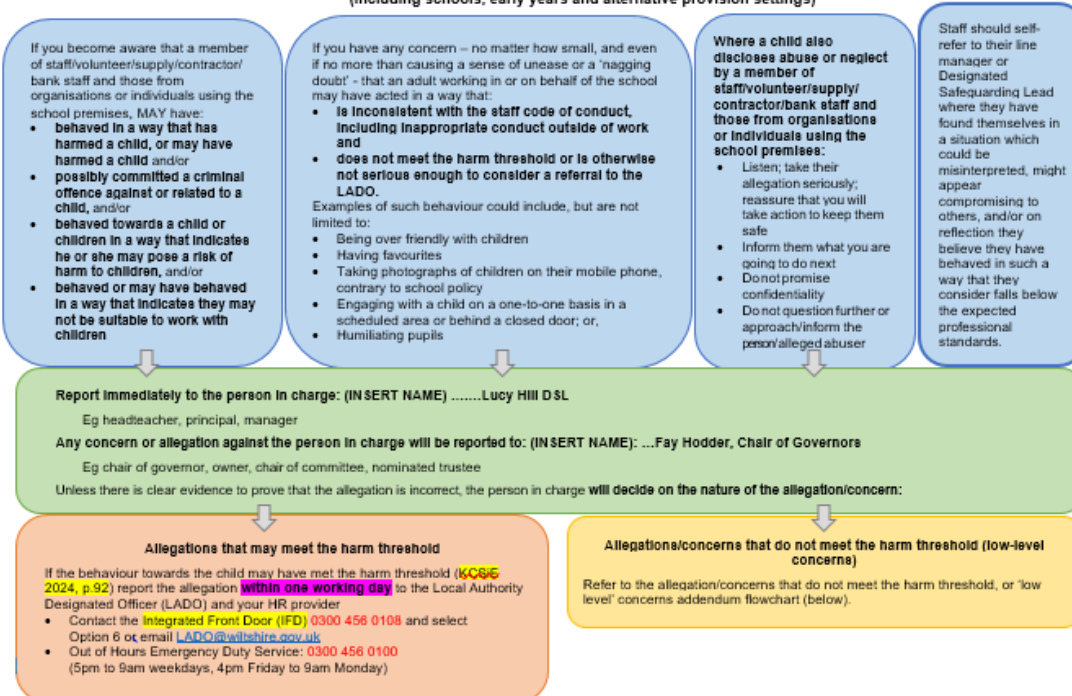 (including schools, early years and alternative provision settings)
If you become aware that a member
of staff/volunteer/supply/contractor/
bank staff and those from
organisations or individuals using the
school premises, MAY have:
• behaved in a way that has
harmed a child, or may have
harmed a child and/or
• possibly committed a criminal
offence against or related to a
child, and/or
• behaved towards a child or
children in a way that indicates
he or she may pose a risk of
harm to children, and/or
• behaved or may have behaved
in a way that indicates they may
not be suitable to work with
children
If you have any concern – no matter how small, and even
if no more than causing a sense of unease or a 'nagging
doubt' - that an adult working in or on behalf of the school
may have acted in a way that:
• is inconsistent with the staff code of conduct,
including inappropriate conduct outside of work
and
• does not meet the harm threshold or is otherwise
not serious enough to consider a referral to the
LADO.
Examples of such behaviour could include, but are not
limited to:
• Being over friendly with children
• Having favourites
• Taking photographs of children on their mobile phone,
contrary to school policy
• Engaging with a child on a one-to-one basis in a
scheduled area or behind a closed door; or,
• Humiliating pupils
Where a child also
discloses abuse or neglect
by a member of
staff/volunteer/supply/
contractor/bank staff and
those from organisations
or individuals using the
school premises:
• Listen; take their
allegation seriously;
reassure that you will
take action to keep them
safe
• Inform them what you are
going to do next
• Do not promise
confidentiality
• Do not question further or
approach/inform the
person/alleged abuser
Staff should self-
refer to their line
manager or
Designated
Safeguarding Lead
where they have
found themselves in
a situation which
could be
misinterpreted, might
appear
compromising to
others, and/or on
reflection they
believe they have
behaved in such a
way that they
consider falls below
the expected
professional
standards.
Report immediately to the person in charge: (INSERT NAME) .......Lucy Hill DSL
Eg headteacher, principal, manager
Any concern or allegation against the person in charge will be reported to: (INSERT NAME): ...Fay Hodder, Chair of Governors
Eg chair of governor, owner, chair of committee, nominated trustee
Unless there is clear evidence to prove that the allegation is incorrect, the person in charge will decide on the nature of the allegation/concern:
Allegations that may meet the harm threshold
If the behaviour towards the child may have met the harm threshold (KCSiE
2024, p.92) report the allegation within one working day to the Local Authority
Designated Officer (LADO) and your HR provider
• Contact the Integrated Front Door (IFD) 0300 456 0108 and select
Option 6 or email LADO@wiltshire.gov.uk
• Out of Hours Emergency Duty Service: 0300 456 0100
(5pm to 9am weekdays, 4pm Friday to 9am Monday)
Allegations/concerns that do not meet the harm threshold (low-level
concerns)
Refer to the allegation/concerns that do not meet the harm threshold, or 'low
level' concerns addendum flowchart (below).